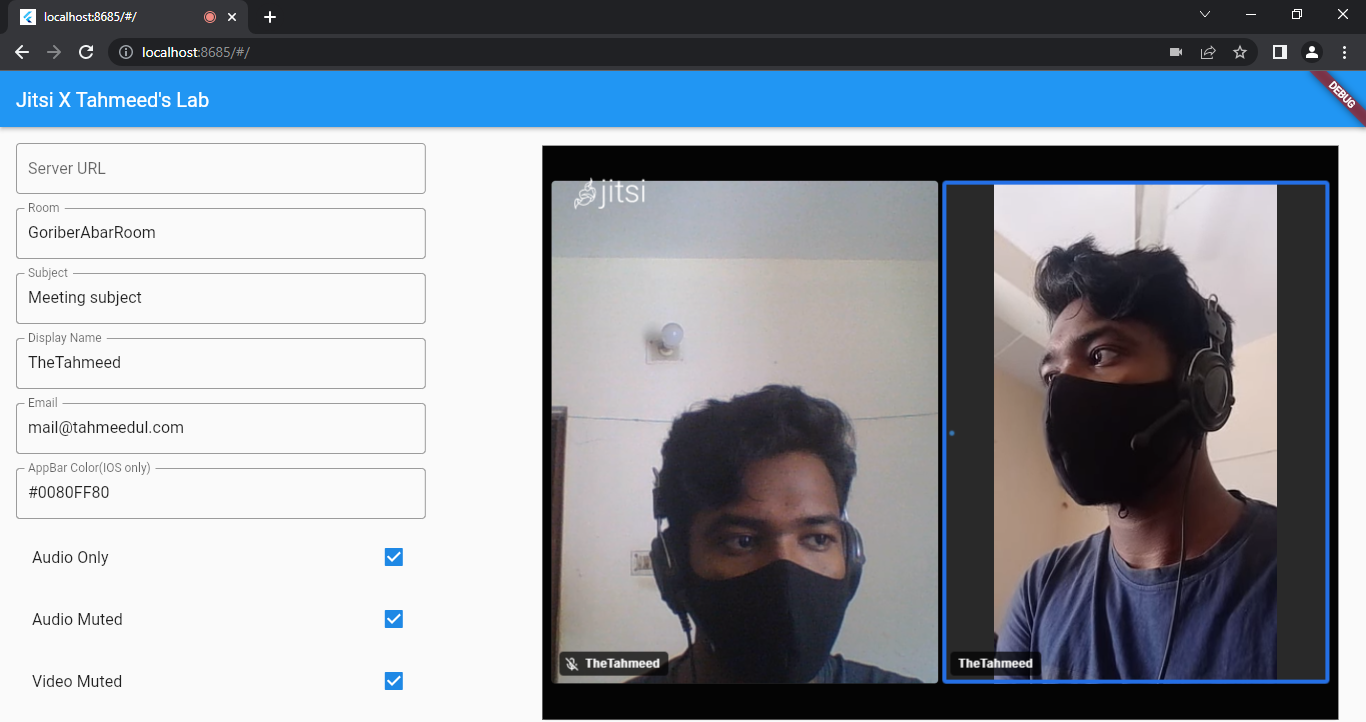 localhost:8685/#/
localhost:8685/#/
Jitsi X Tahmeed's Lab
DEBUG
Server URL
Room
GoriberAbarRoom
Subject
Meeting subject
Display Name
TheTahmeed
Email
mail@tahmeedul.com
AppBar Color(IOS only)
#0080FF80
Audio Only
Audio Muted
Video Muted
jitsi
TheTahmeed
TheTahmeed